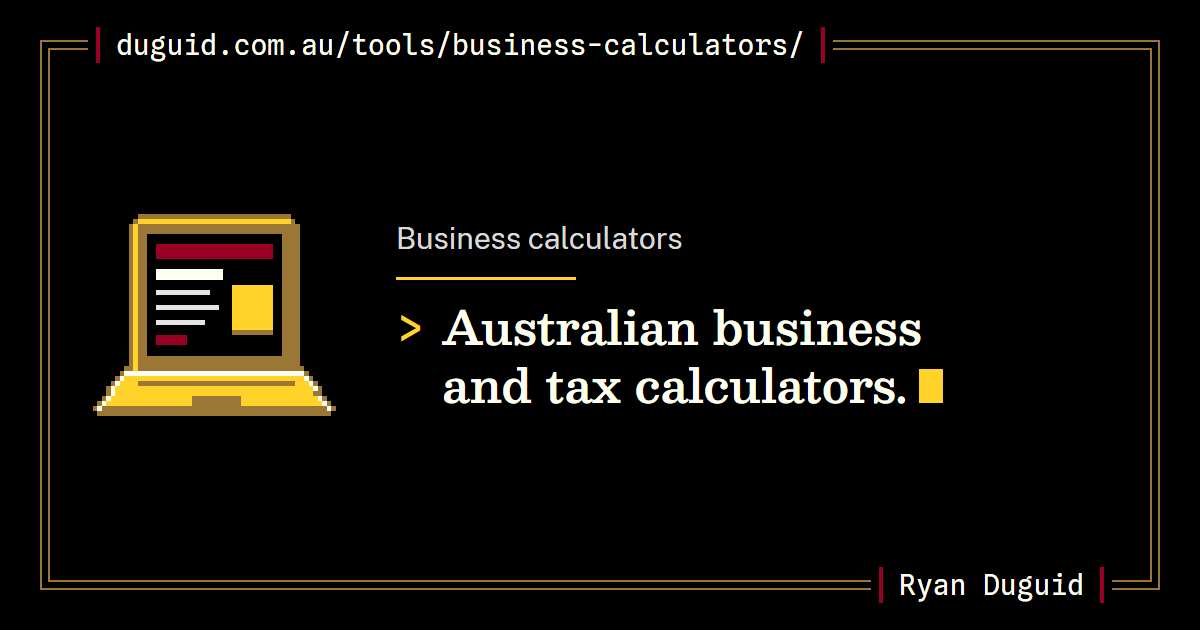 duguid.com.au/tools/business-calculators/
Business calculators
> Australian business
and tax calculators.
Ryan Duguid